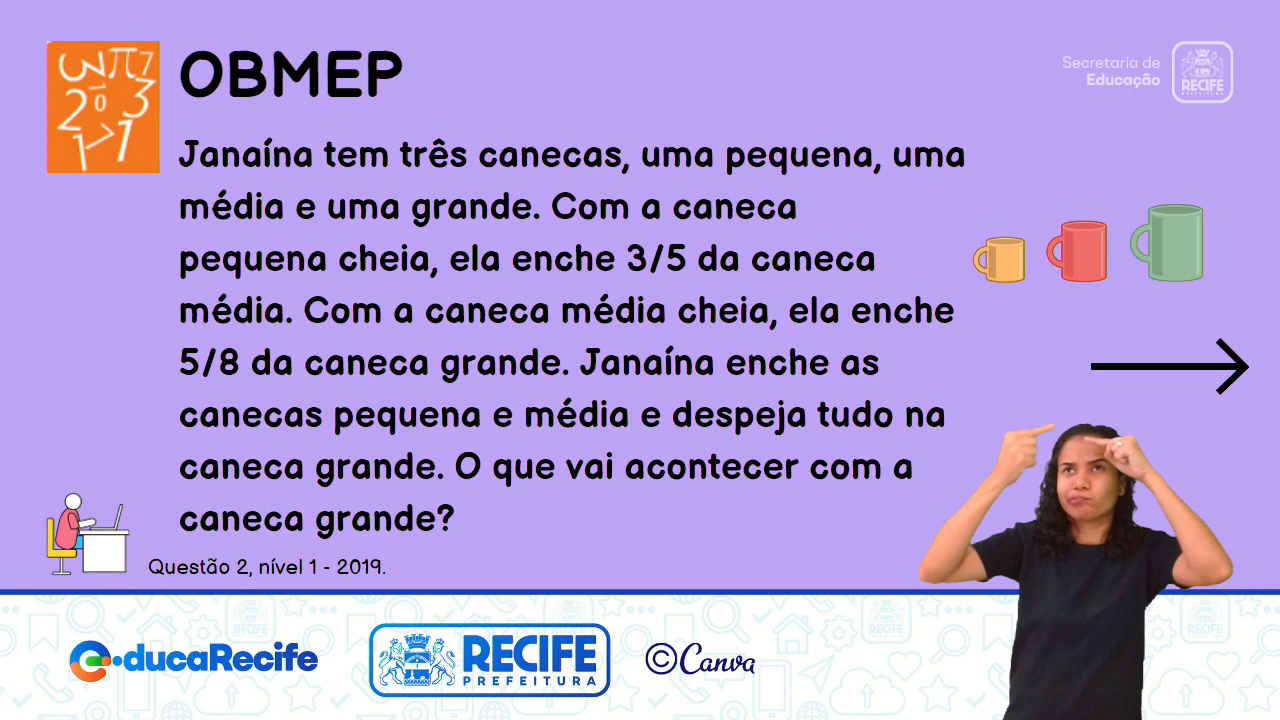 OBMEP
Secretaria de
Educação
RECIFE
PREFEITURA
Janaína tem três canecas, uma pequena, uma
média e uma grande. Com a caneca
pequena cheia, ela enche 3/5 da caneca
média. Com a caneca média cheia, ela enche
5/8 da caneca grande. Janaína enche as
canecas pequena e média e despeja tudo na
caneca grande. O que vai acontecer com a
caneca grande?
Questão 2, nível 1 - 2019.
EducaRecife
RECIFE
PREFEITURA
©Canva